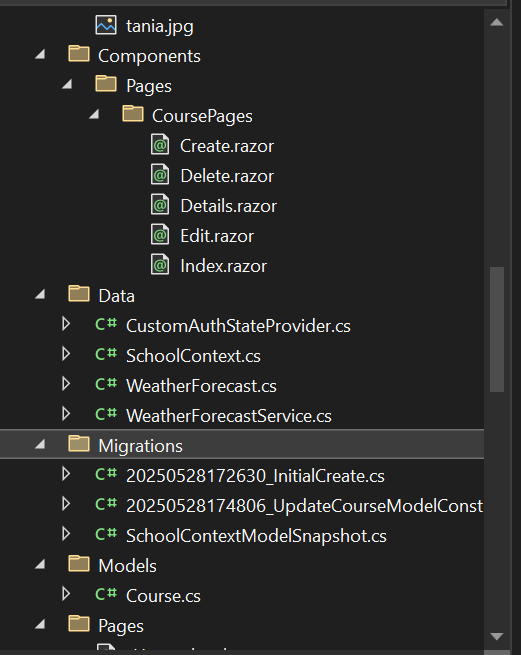 tania.jpg
Components
Pages
CoursePages
@ Create.razor
@ Delete.razor
@ Details.razor
@ Edit.razor
@ Index.razor
Data
C# CustomAuthStateProvider.cs
C# SchoolContext.cs
C# WeatherForecast.cs
C# WeatherForecastService.cs
Migrations
C# 20250528172630_InitialCreate.cs
C# 20250528174806_UpdateCourseModelConst
C# SchoolContextModelSnapshot.cs
Models
C# Course.cs
Pages